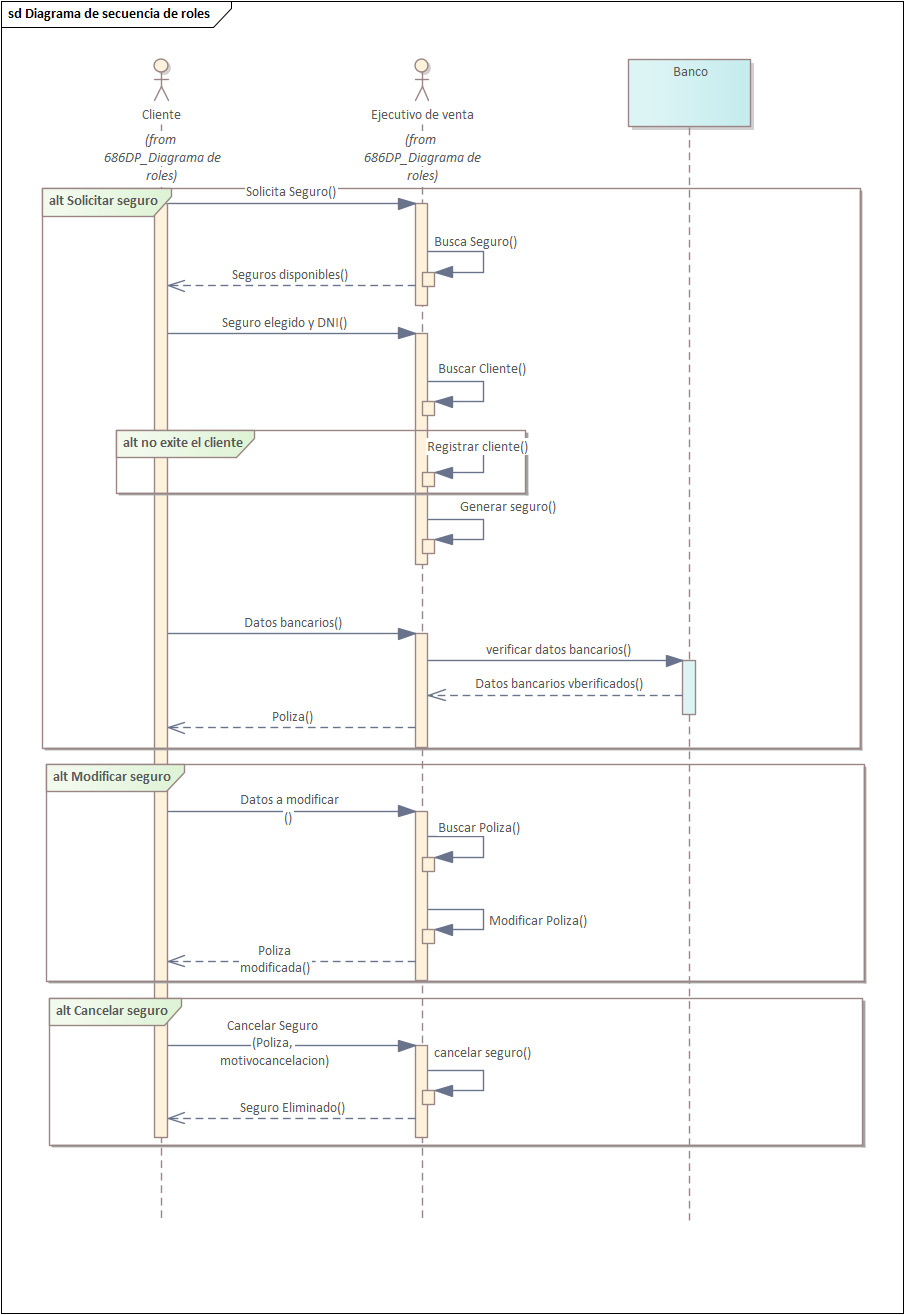 sd Diagrama de secuencia de roles
Cliente
(from
686DP_Diagrama de
roles)
Ejecutivo de venta
(from
686DP_Diagrama de
roles)
Banco
alt Solicitar seguro
Solicita Seguro()
Busca Seguro()
Seguros disponibles()
Seguro elegido y DNI()
Buscar Cliente()
alt no exite el cliente
Registrar cliente()
Generar seguro()
Datos bancarios()
verificar datos bancarios()
Datos bancarios vberificados()
Poliza()
alt Modificar seguro
Datos a modificar
()
Buscar Poliza()
Modificar Poliza()
Poliza
modificada()
alt Cancelar seguro
Cancelar Seguro
(Poliza,
motivocancelacion)
cancelar seguro()
Seguro Eliminado()